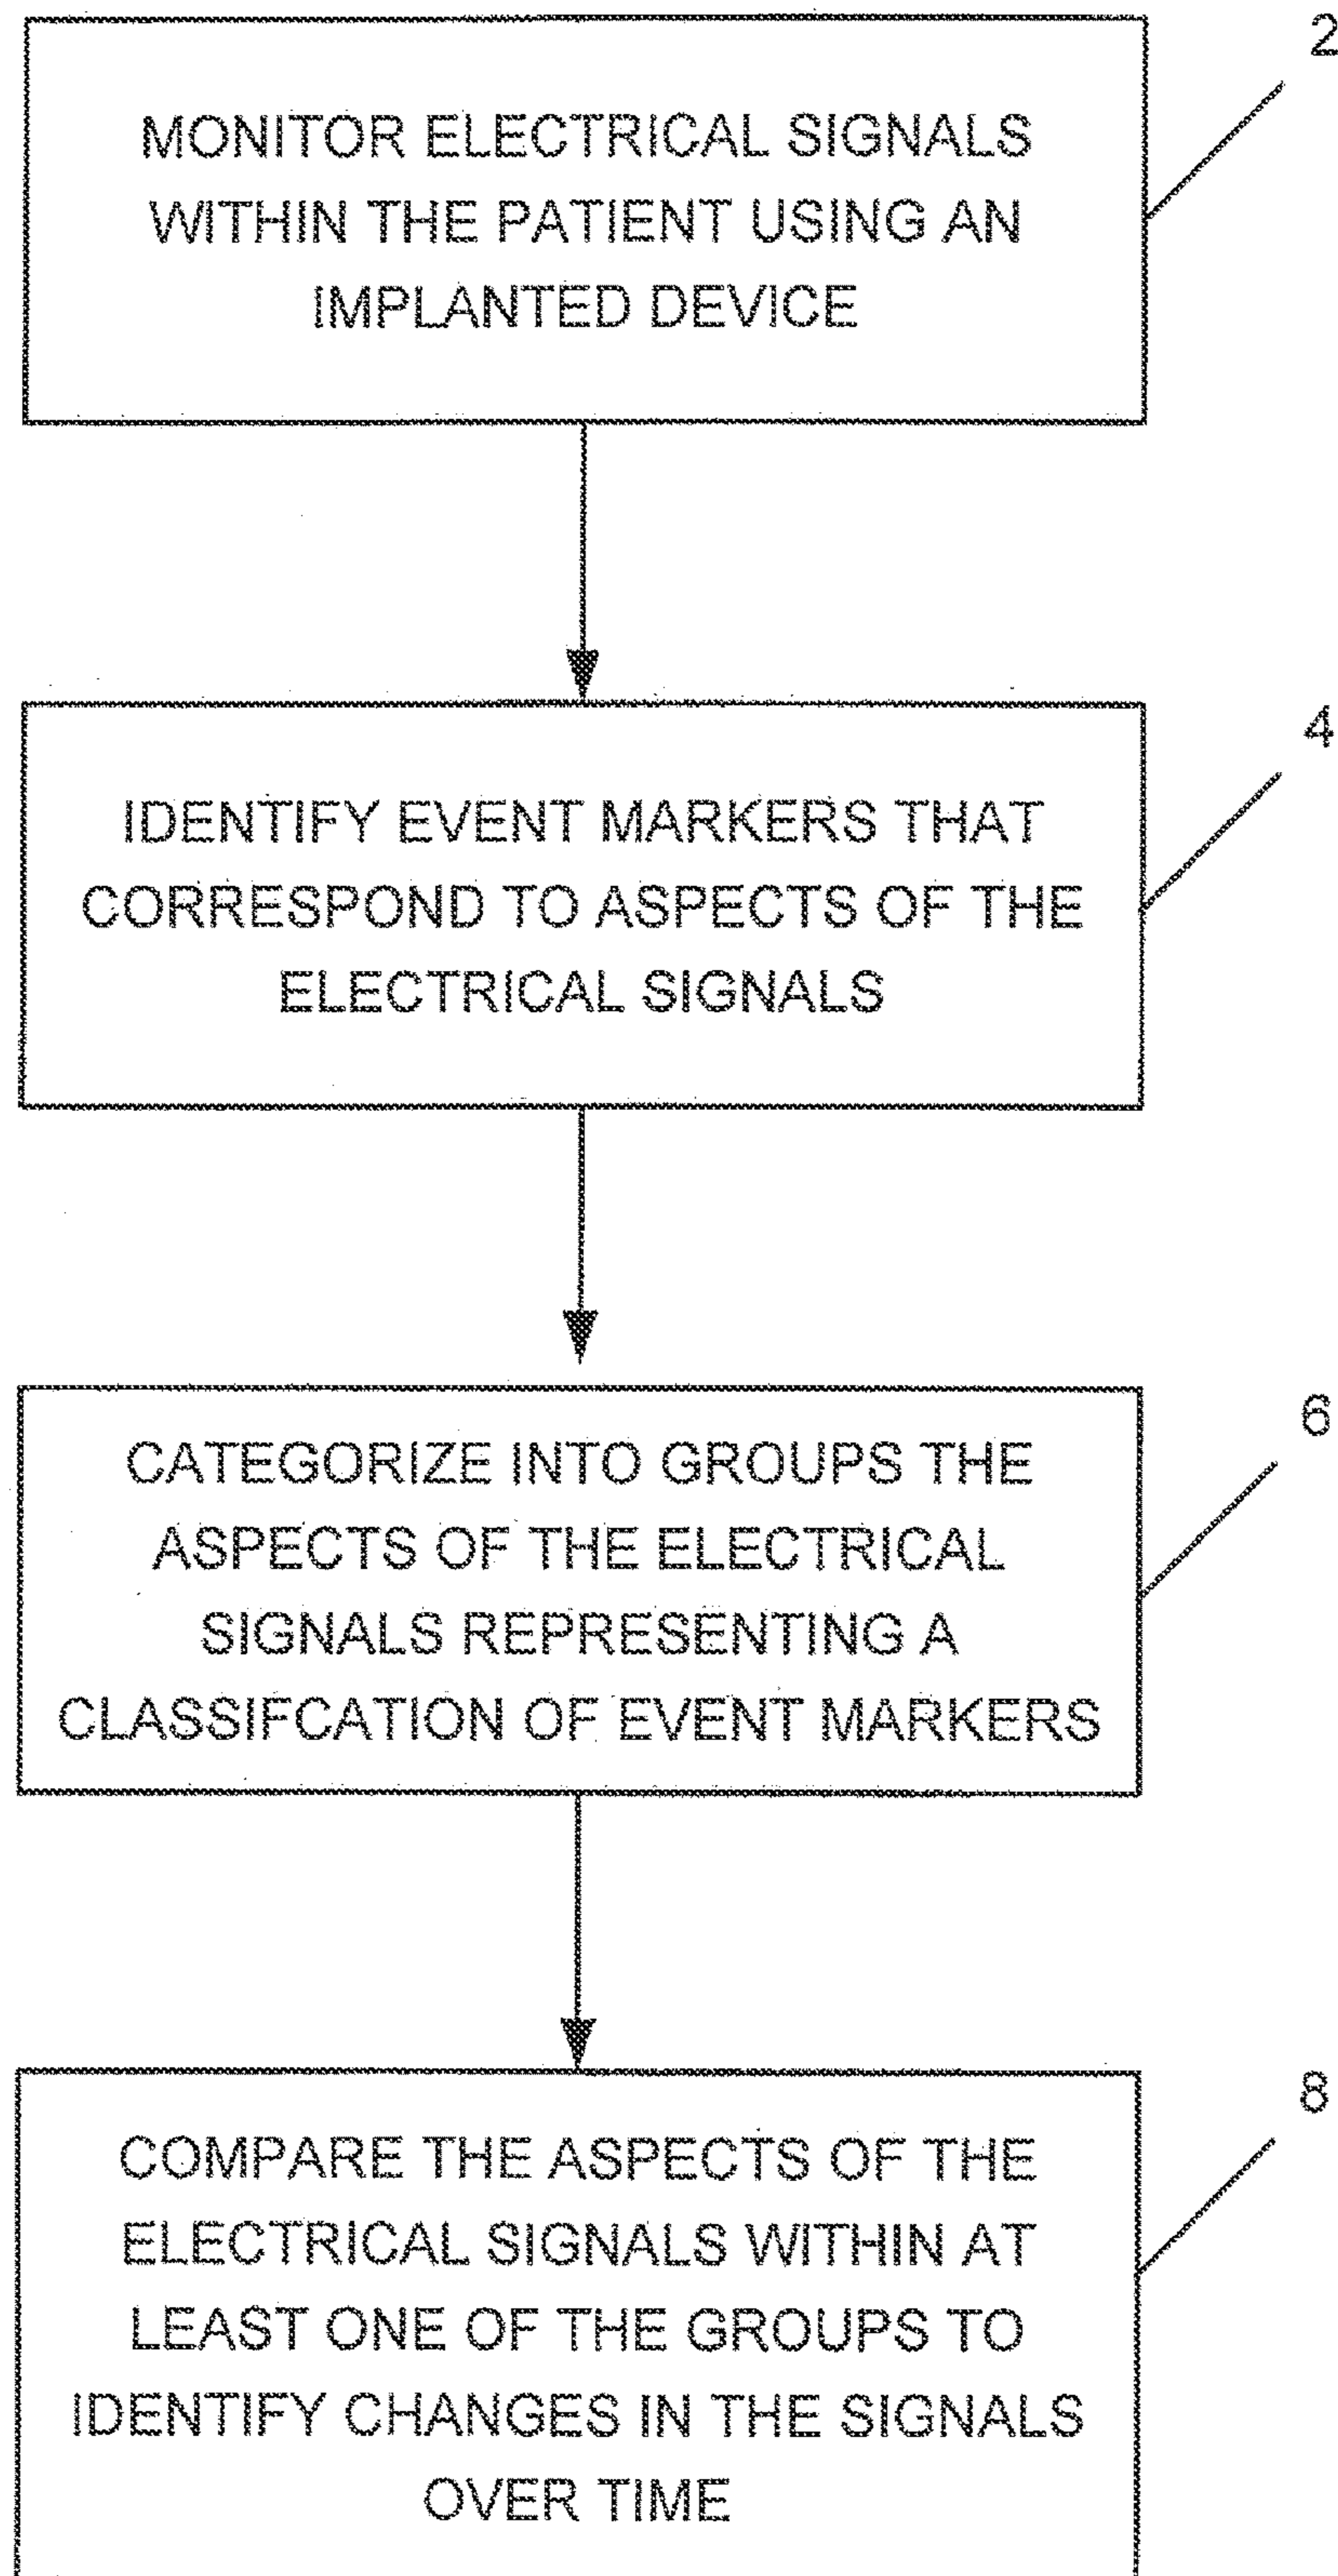 2
MONITOR ELECTRICAL SIGNALS
WITHIN THE PATIENT USING AN
IMPLANTED DEVICE
4
IDENTIFY EVENT MARKERS THAT
CORRESPOND TO ASPECTS OF THE
ELECTRICAL SIGNALS
6
CATEGORIZE INTO GROUPS THE
ASPECTS OF THE ELECTRICAL
SIGNALS REPRESENTING A
CLASSIFCATION OF EVENT MARKERS
8
COMPARE THE ASPECTS OF THE
ELECTRICAL SIGNALS WITHIN AT
LEAST ONE OF THE GROUPS TO
IDENTIFY CHANGES IN THE SIGNALS
OVER TIME